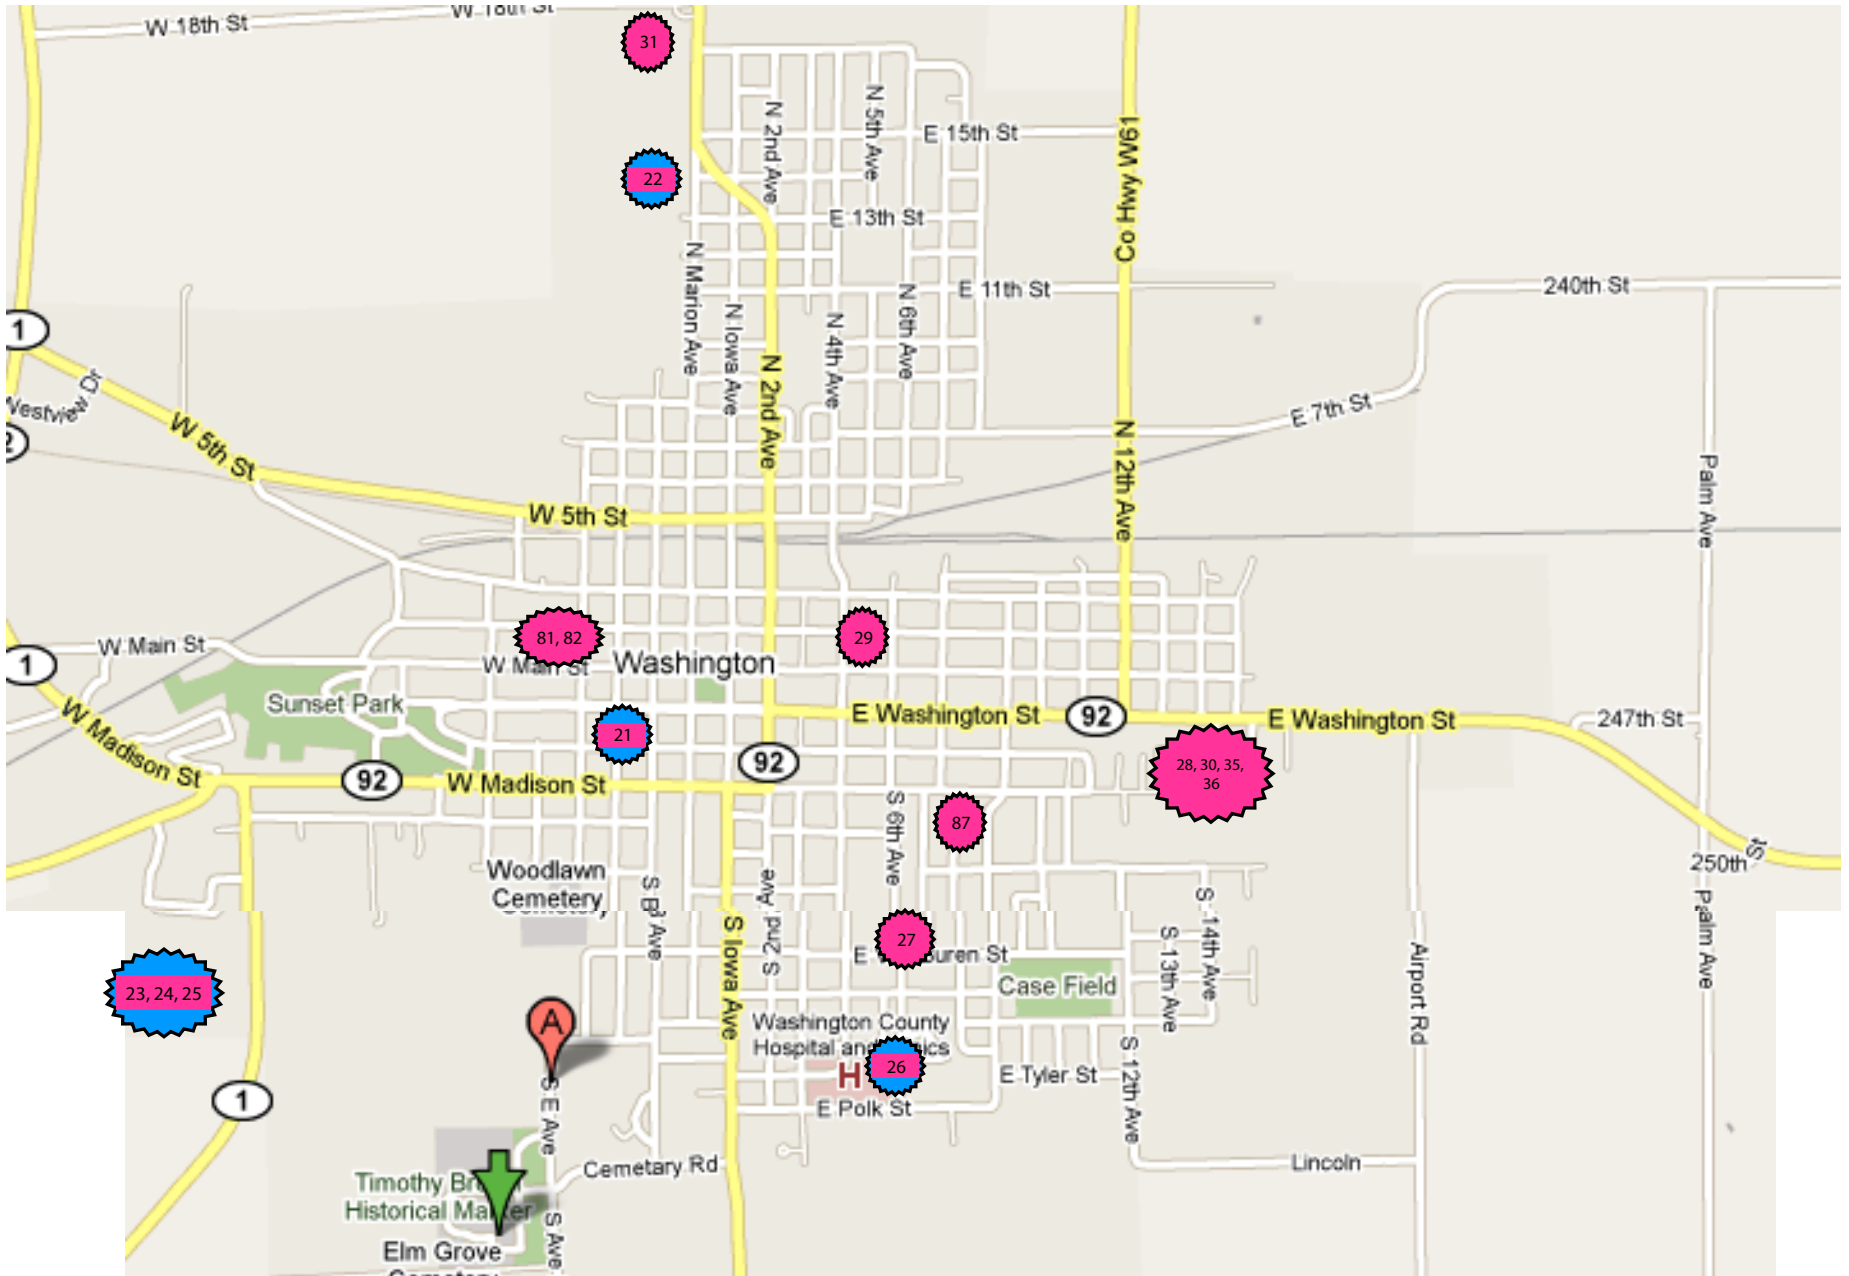 W 18th St
W 18th St
31
22
N 2nd Ave
N 5th Ave
E 15th St
Co Hwy W61
E 13th St
N Marion Ave
N Iowa Ave
E 11th St
N 6th Ave
N 4th Ave
240th St
1
Westview Dr
2
W 5th St
N 2nd Ave
E 7th St
N 12th Ave
Palm Ave
W 5th St
81, 82
29
W Main St
W Main St
Washington
1
Sunset Park
W Madison St
21
E Washington St
92
E Washington St
247th St
92
92
W Madison St
28, 30, 35,
36
S 6th Ave
87
St
250th
Woodlawn
Cemetery
Cemetery
S B
Ave
S 2nd Ave
S Iowa Ave
27
E
Buren St
S 14th Ave
S 13th Ave
Palm Ave
Airport Rd
23, 24, 25
Case Field
A
Washington County
Hospital and
H
26
E Tyler St
S 12th Ave
E Polk St
1
S E Ave
Cemetary Rd
Lincoln
Timothy
Historical Marker
S Ave
Elm Grove
Cemetery